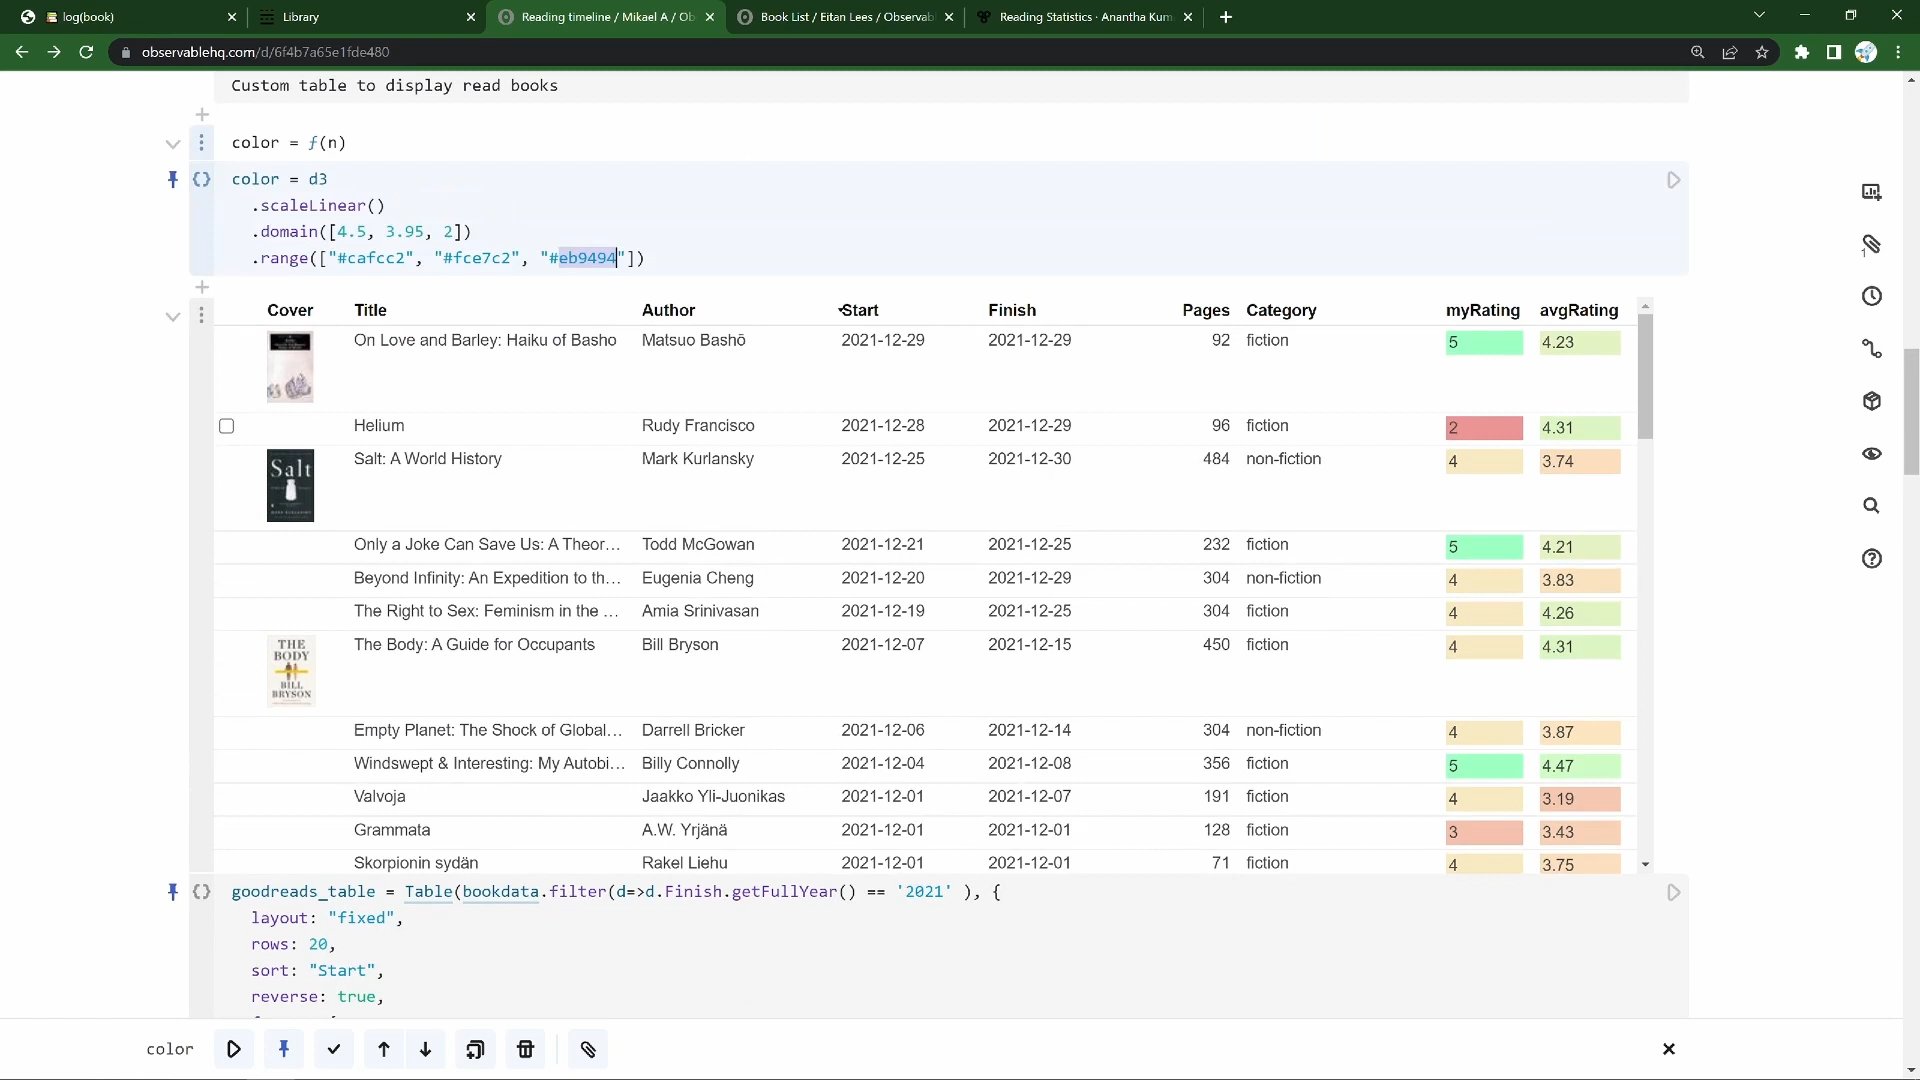 log(book)
Library
Reading timeline / Mikael A / Ob
Book List / Eitan Lees / Observab
Reading Statistics · Anantha Kum
observablehq.com/d/6f4b7a65e1fde480
Custom table to display read books
color = ƒ(n)
color = d3
.scaleLinear()
.domain([4.5, 3.95, 2])
.range(["#cafcc2", "#fce7c2", "#eb9494"])
Cover Title Author Start Finish Pages Category myRating avgRating
On Love and Barley: Haiku of Basho Matsuo Bashō 2021-12-29 2021-12-29 92 fiction 5 4.23
Helium Rudy Francisco 2021-12-28 2021-12-29 96 fiction 2 4.31
Salt
Salt: A World History Mark Kurlansky 2021-12-25 2021-12-30 484 non-fiction 4 3.74
Only a Joke Can Save Us: A Theor… Todd McGowan 2021-12-21 2021-12-25 232 fiction 5 4.21
Beyond Infinity: An Expedition to th… Eugenia Cheng 2021-12-20 2021-12-29 304 non-fiction 4 3.83
The Right to Sex: Feminism in the … Amia Srinivasan 2021-12-19 2021-12-25 304 fiction 4 4.26
THE
BODY
BILL
BRYSON
The Body: A Guide for Occupants Bill Bryson 2021-12-07 2021-12-15 450 fiction 4 4.31
Empty Planet: The Shock of Global… Darrell Bricker 2021-12-06 2021-12-14 304 non-fiction 4 3.87
Windswept & Interesting: My Autobi… Billy Connolly 2021-12-04 2021-12-08 356 fiction 5 4.47
Valvoja Jaakko Yli-Juonikas 2021-12-01 2021-12-07 191 fiction 4 3.19
Grammata A.W. Yrjänä 2021-12-01 2021-12-01 128 fiction 3 3.43
Skorpionin sydän Rakel Liehu 2021-12-01 2021-12-01 71 fiction 4 3.75
goodreads_table = Table(bookdata.filter(d=>d.Finish.getFullYear() == '2021' ), {
layout: "fixed",
rows: 20,
sort: "Start",
reverse: true,
color